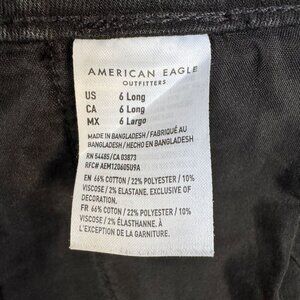 AMERICAN EAGLE
OUTFITTERS
US 6 Long
CA 6 Long
MX 6 Largo
MADE IN BANGLADESH / FABRIQUÉ AU
BANGLADESH / HECHO EN BANGLADESH
RN 54485/CA 03873
RFC# AEM120605U9A
EN 66% COTTON / 22% POLYESTER / 10%
VISCOSE / 2% ELASTANE. EXCLUSIVE OF
DECORATION.
FR 66% COTON / 22% POLYESTER / 10%
VISCOSE / 2% ÉLASTHANNE. À
L'EXCEPTION DE LA GARNITURE.